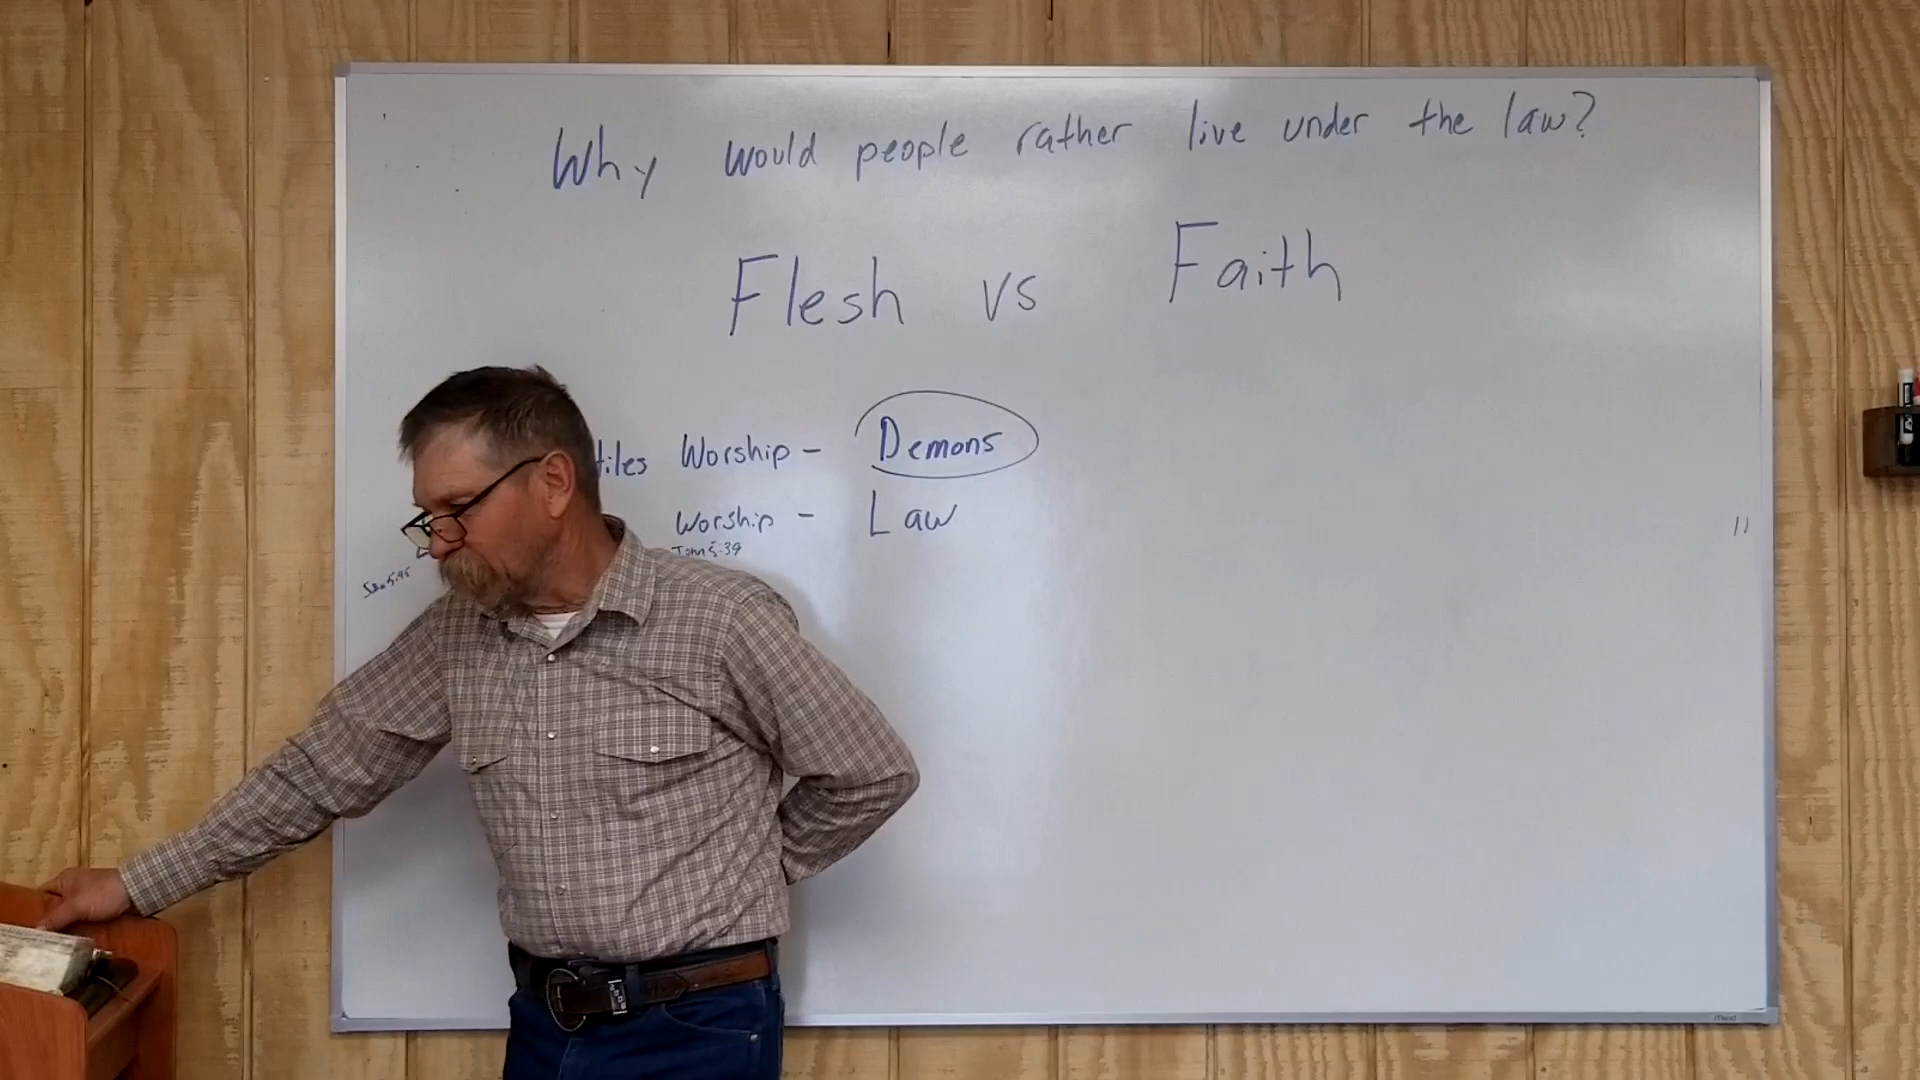 Why would people rather live under the law?
Flesh vs Faith
tiles Worship - Demons
Worship - Law
John 5:39